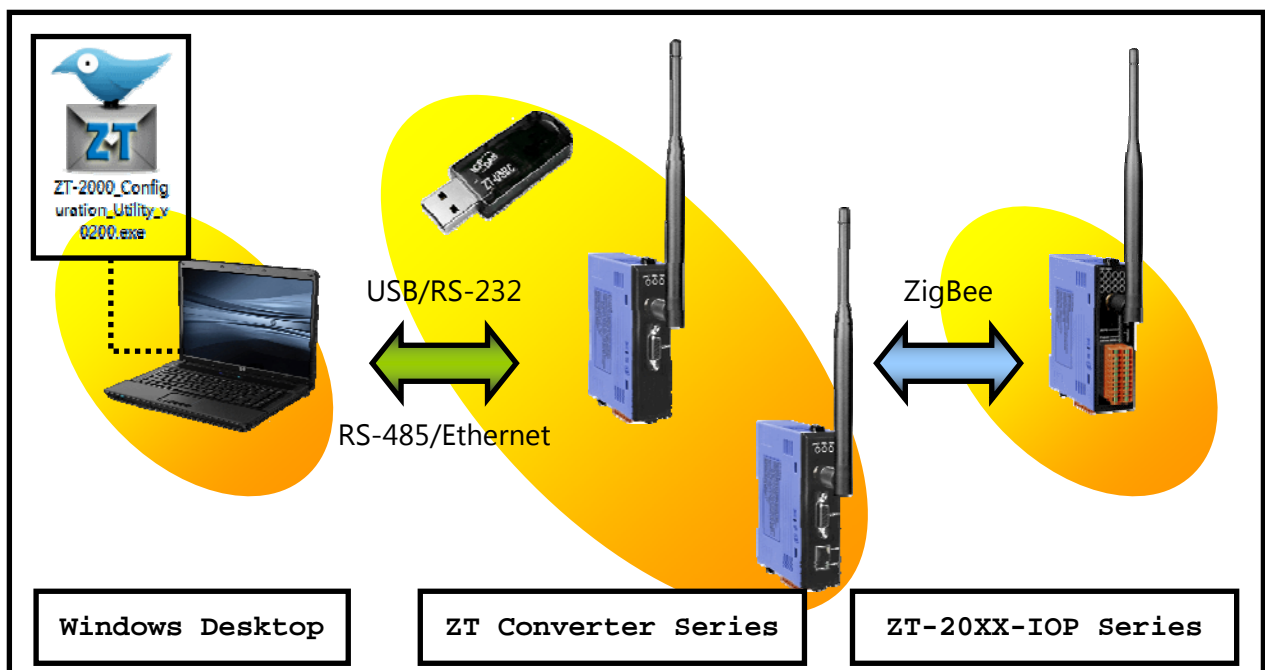 ZT
ZT-2000_Config
uration_Utility_v
0200.exe
USB/RS-232
RS-485/Ethernet
ZigBee
Windows Desktop
ZT Converter Series
ZT-20XX-IOP Series